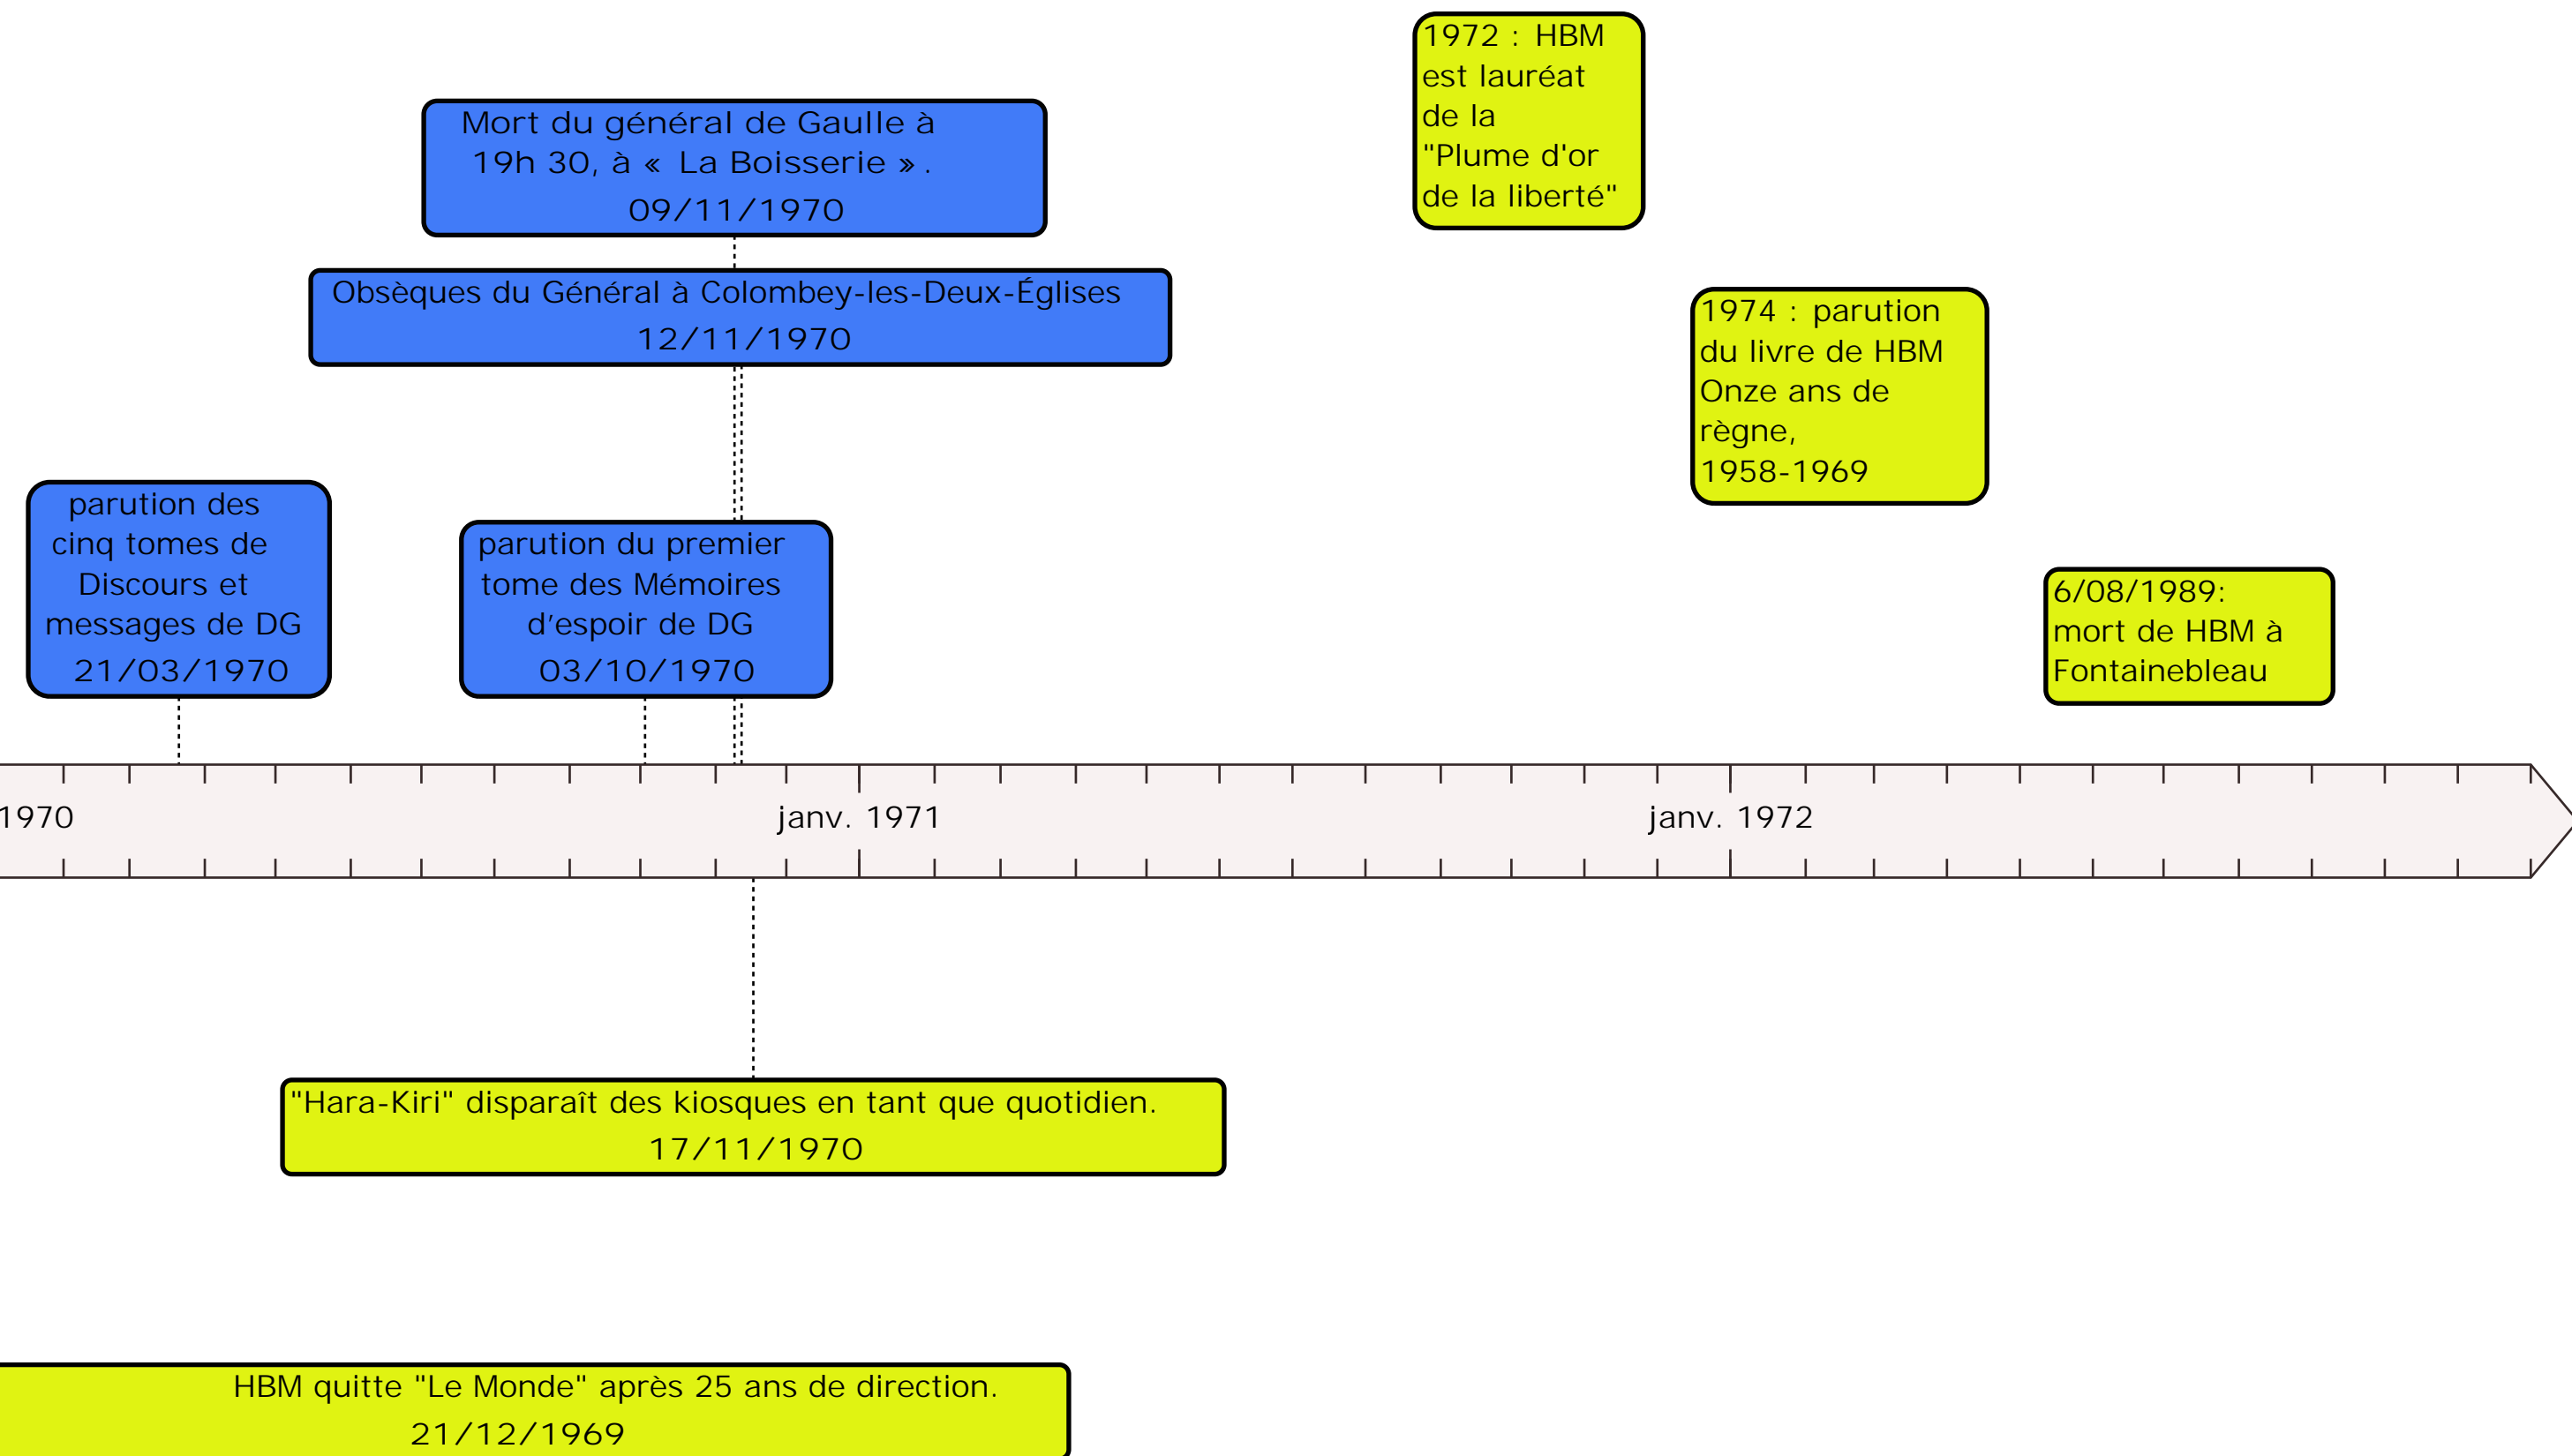 1972 : HBM
est lauréat
de la
"Plume d'or
de la liberté"
Mort du général de Gaulle à
19h 30, à « La Boisserie ».
09/11/1970
Obsèques du Général à Colombey-les-Deux-Églises
12/11/1970
1974 : parution
du livre de HBM
Onze ans de
règne,
1958-1969
parution des
cinq tomes de
Discours et
messages de DG
21/03/1970
parution du premier
tome des Mémoires
d’espoir de DG
03/10/1970
6/08/1989:
mort de HBM à
Fontainebleau
1970
janv. 1971
janv. 1972
"Hara-Kiri" disparaît des kiosques en tant que quotidien.
17/11/1970
HBM quitte "Le Monde" après 25 ans de direction.
21/12/1969